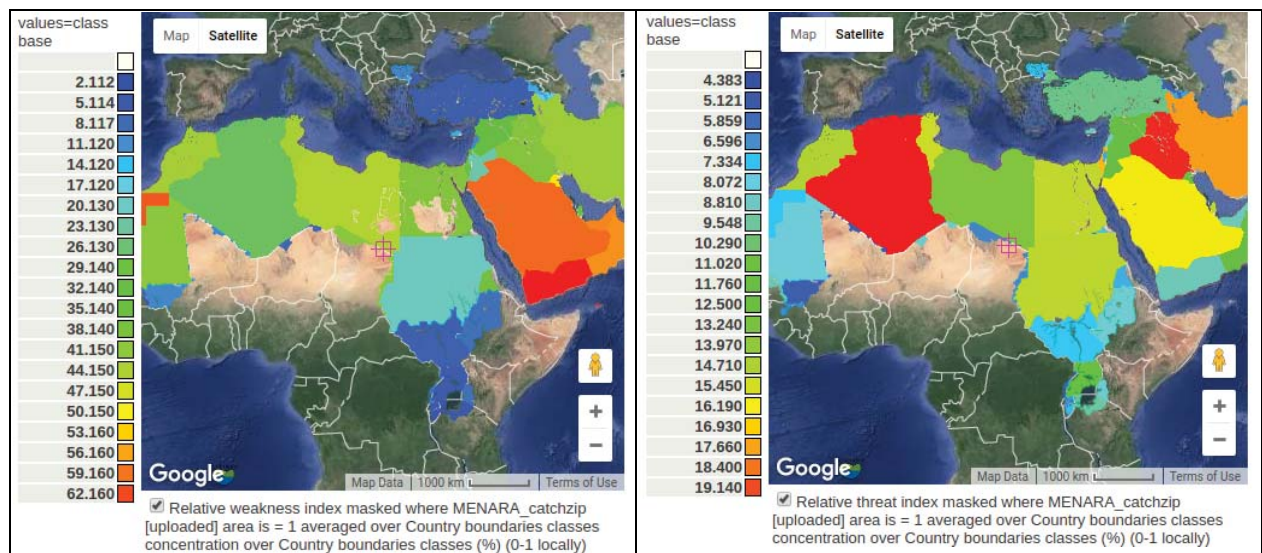 values=class
base
2.112
5.114
8.117
11.120
14.120
17.120
20.130
23.130
26.130
29.140
32.140
35.140
38.140
41.150
44.150
47.150
50.150
53.160
56.160
59.160
62.160
Map Satellite
Google
Map Data 1000 km Terms of Use
Relative weakness index masked where MENARA_catchzip
[uploaded] area is = 1 averaged over Country boundaries classes
concentration over Country boundaries classes (%) (0-1 locally)
values=class
base
4.383
5.121
5.859
6.596
7.334
8.072
8.810
9.548
10.290
11.020
11.760
12.500
13.240
13.970
14.710
15.450
16.190
16.930
17.660
18.400
19.140
Map Satellite
Google
Map Data 1000 km Terms of Use
Relative threat index masked where MENARA_catchzip
[uploaded] area is = 1 averaged over Country boundaries classes
concentration over Country boundaries classes (%) (0-1 locally)